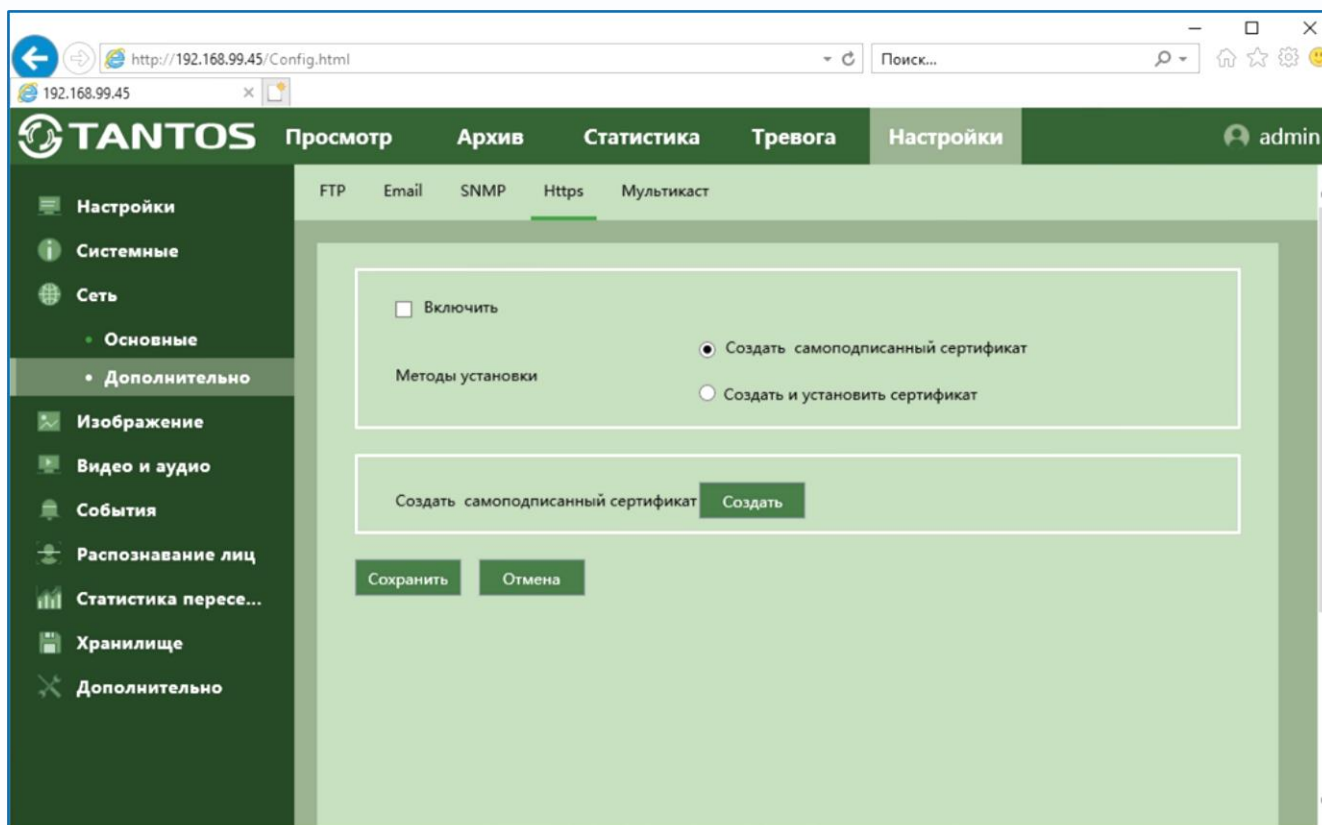 http://192.168.99.45/Config.html
Поиск...
192.168.99.45
TANTOS
Просмотр
Архив
Статистика
Тревога
Настройки
admin
FTP
Email
SNMP
Https
Мультикаст
Настройки
Системные
Сеть
Основные
Дополнительно
Изображение
Видео и аудио
События
Распознавание лиц
Статистика пересе...
Хранилище
Дополнительно
Включить
Методы установки
Создать самоподписанный сертификат
Создать и установить сертификат
Создать самоподписанный сертификат
Создать
Сохранить
Отмена